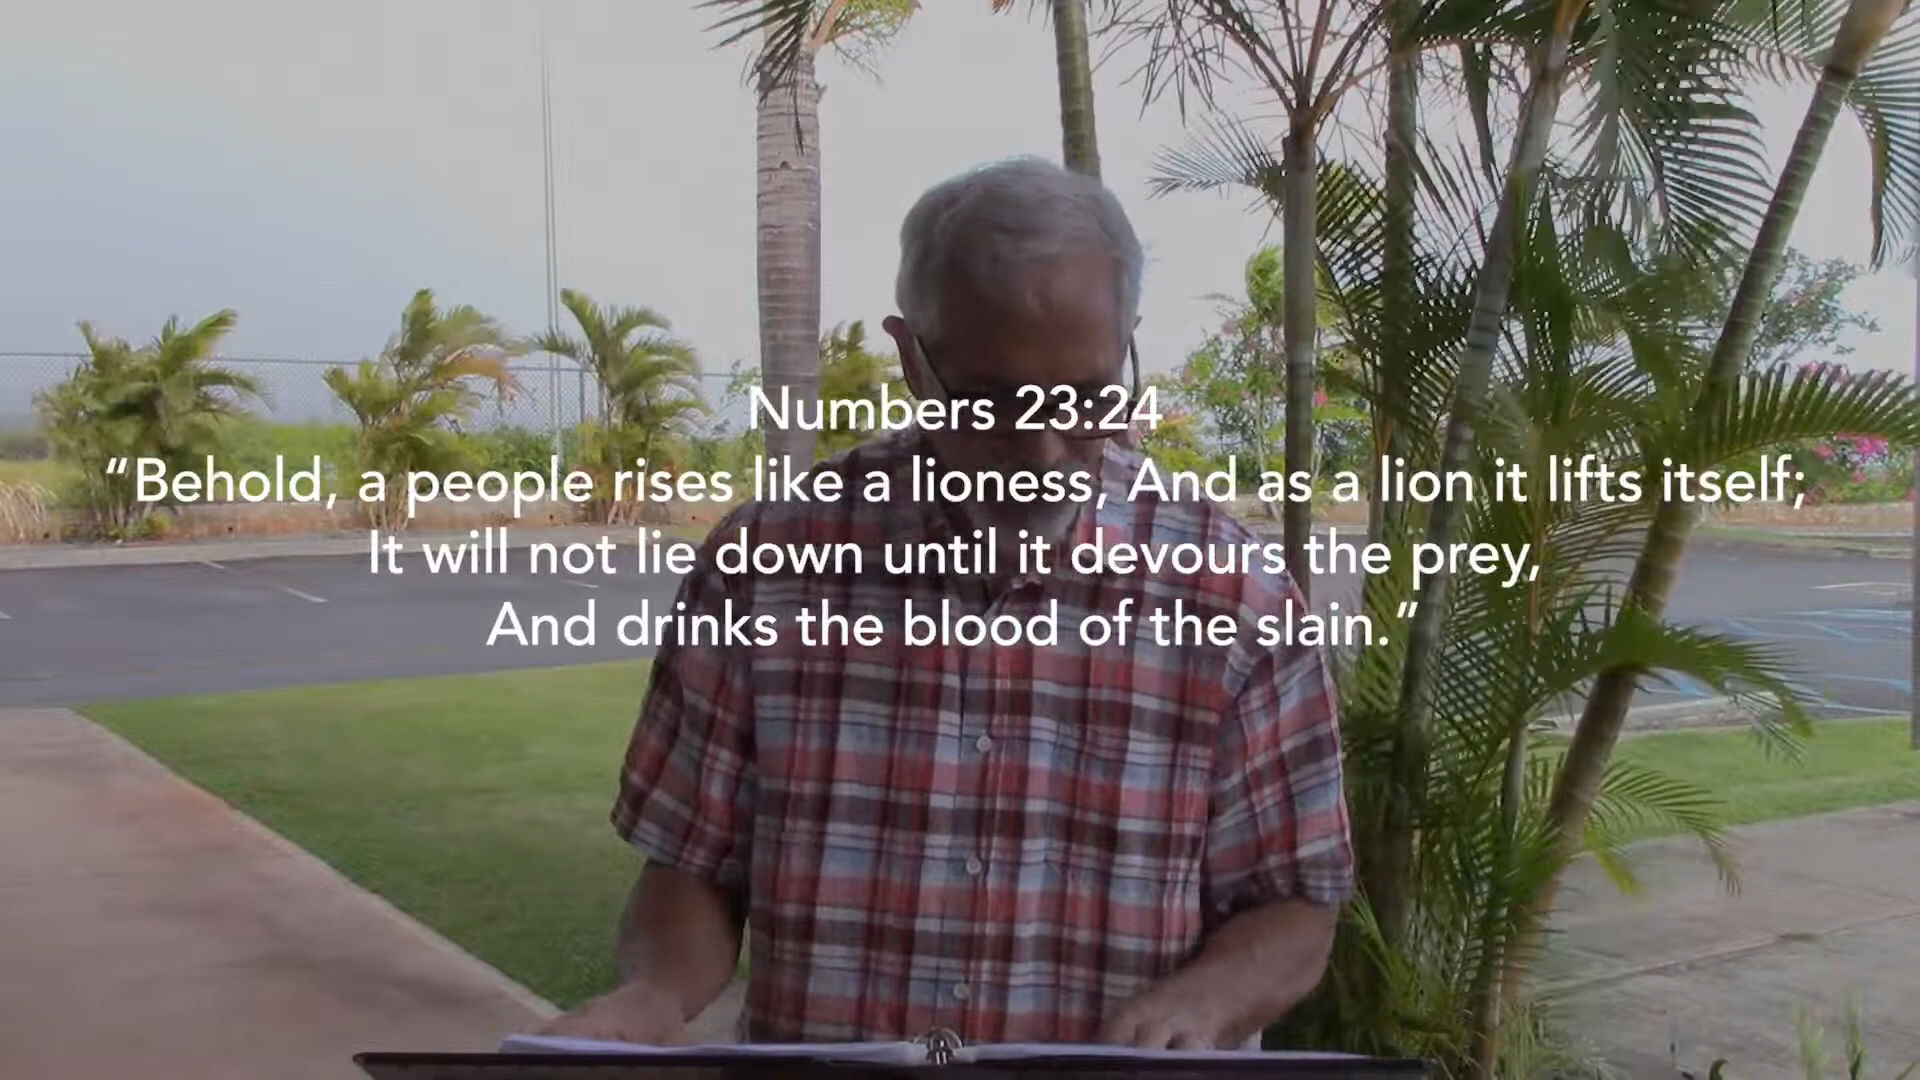 Numbers 23:24
“Behold, a people rises like a lioness, And as a lion it lifts itself;
It will not lie down until it devours the prey,
And drinks the blood of the slain.”